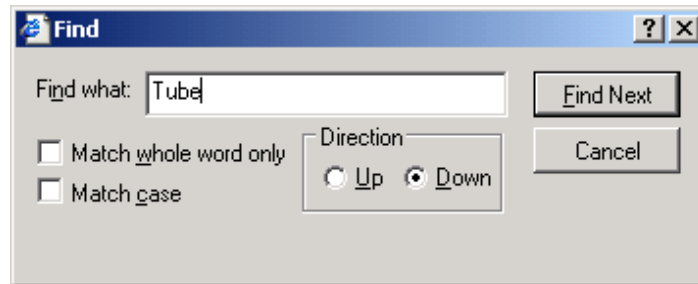 Find
Find what: Tube
Find Next
Match whole word only
Match case
Direction
Up Down
Cancel